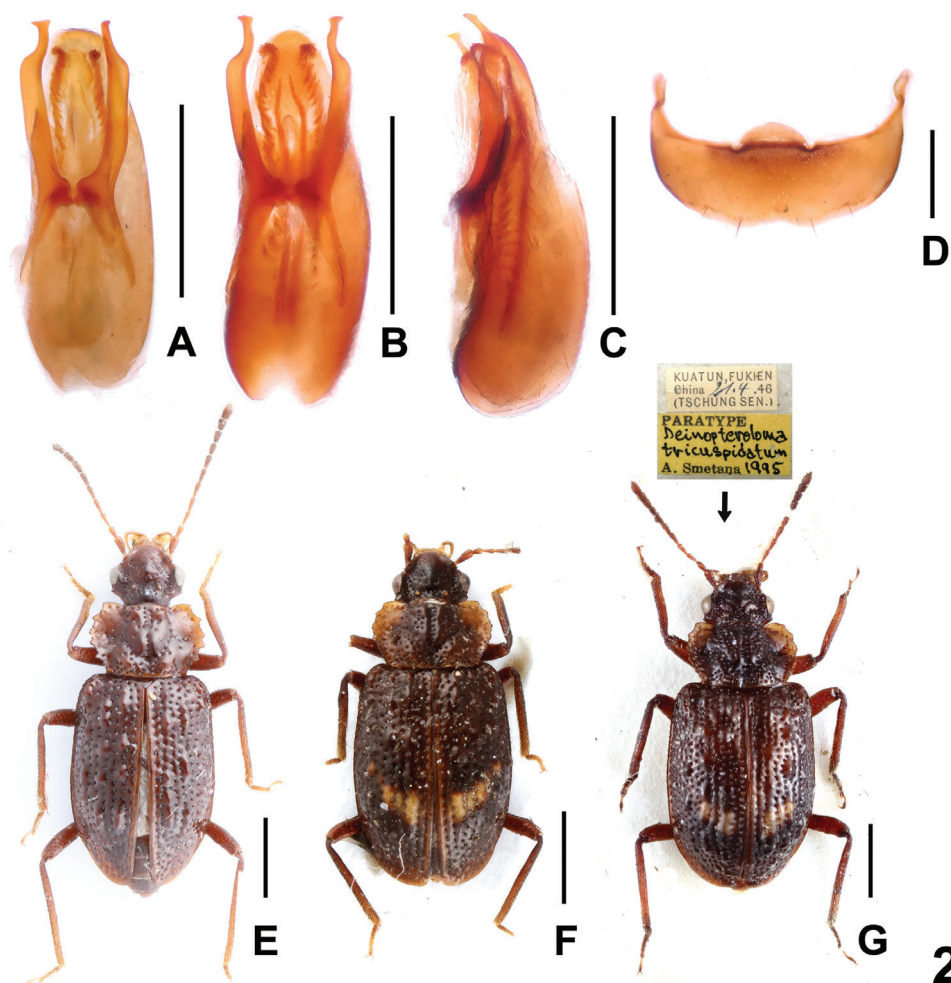 A
B
C
D
KUATUN, FUKIEN
China 21.4.46
(TSCHUNG SEN.)
PARATYPE
Deinopteroloma
tricuspidatum
A. Smetana 1995
E
F
G
2